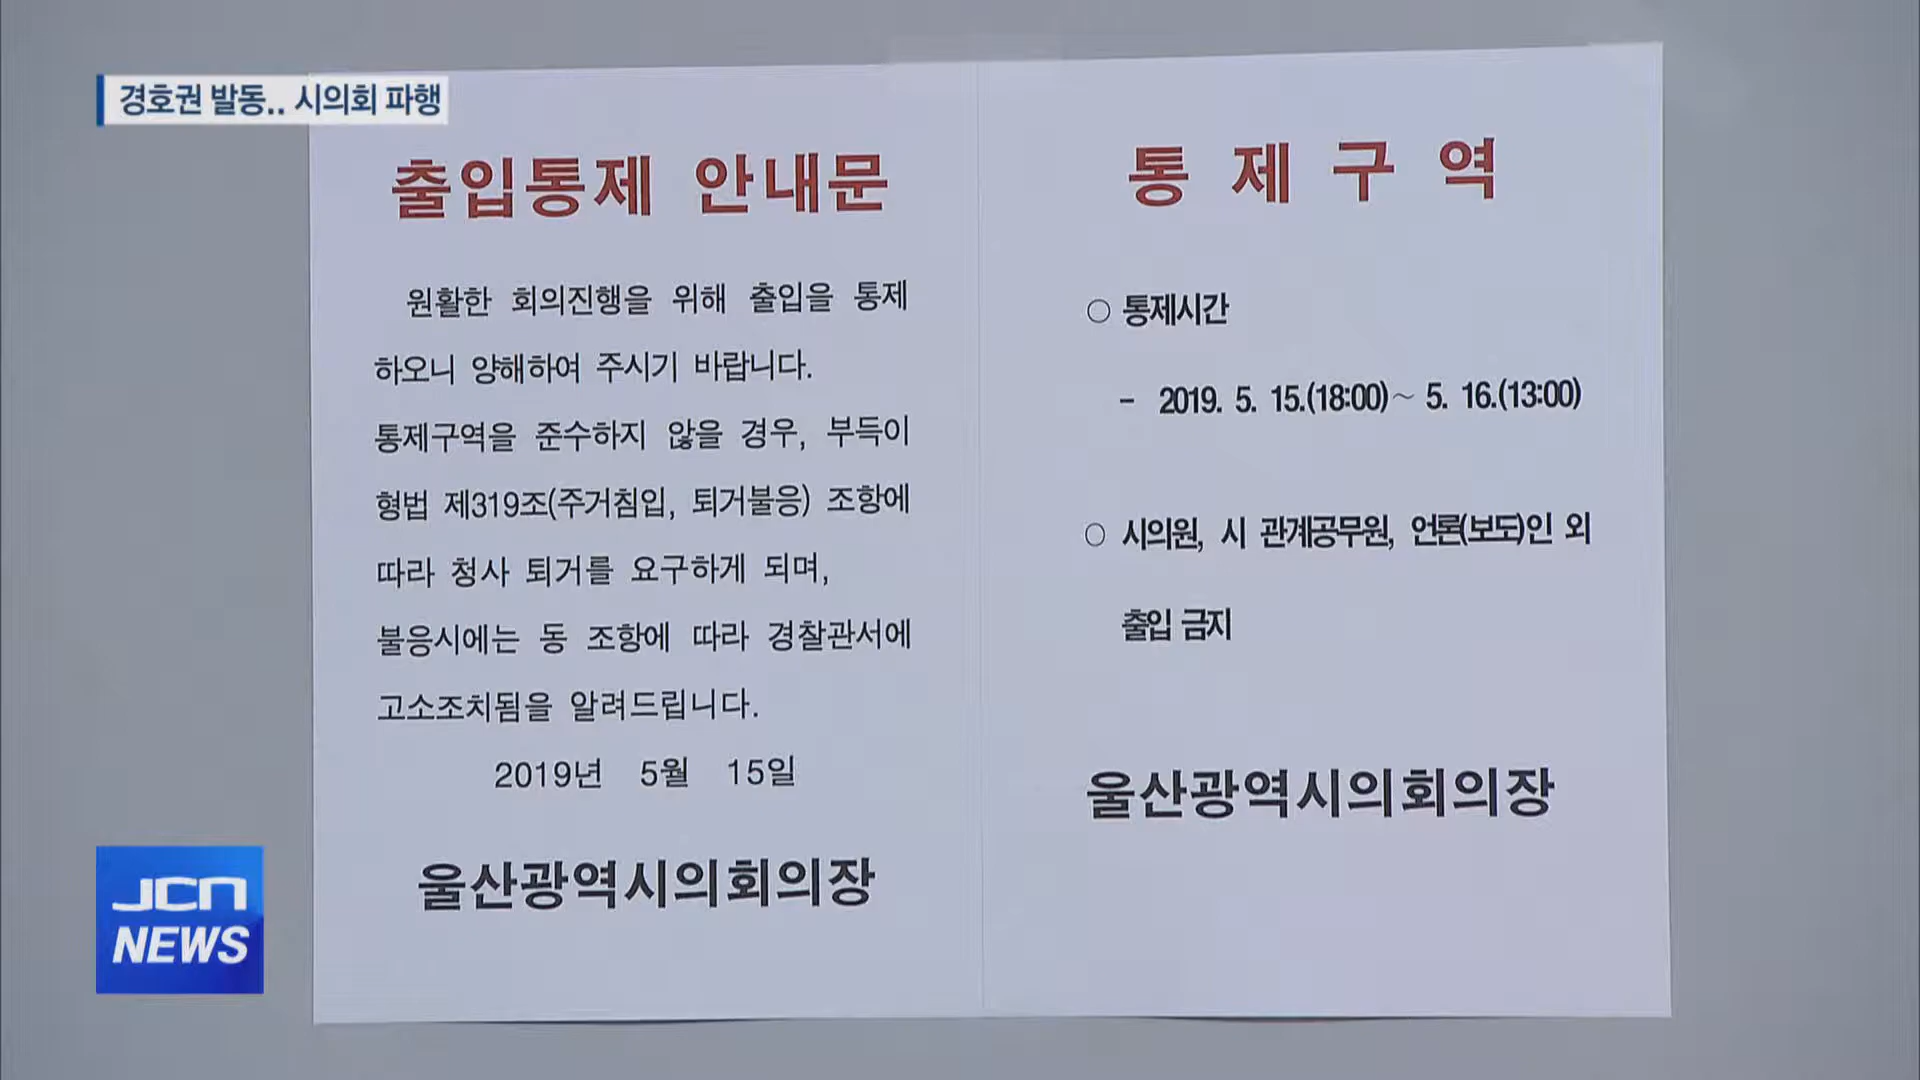 경호권 발동.. 시의회 파행
출입통제 안내문
원활한 회의진행을 위해 출입을 통제
하오니 양해하여 주시기 바랍니다.
통제구역을 준수하지 않을 경우, 부득이
형법 제319조(주거침입, 퇴거불응) 조항에
따라 청사 퇴거를 요구하게 되며,
불응시에는 동 조항에 따라 경찰관서에
고소조치됨을 알려드립니다.
2019년 5월 15일
울산광역시의회의장
통 제 구 역
○ 통제시간
- 2019. 5. 15.(18:00)~ 5. 16.(13:00)
○ 시의원, 시 관계공무원, 언론(보도)인 외
출입 금지
울산광역시의회의장
JCN
NEWS